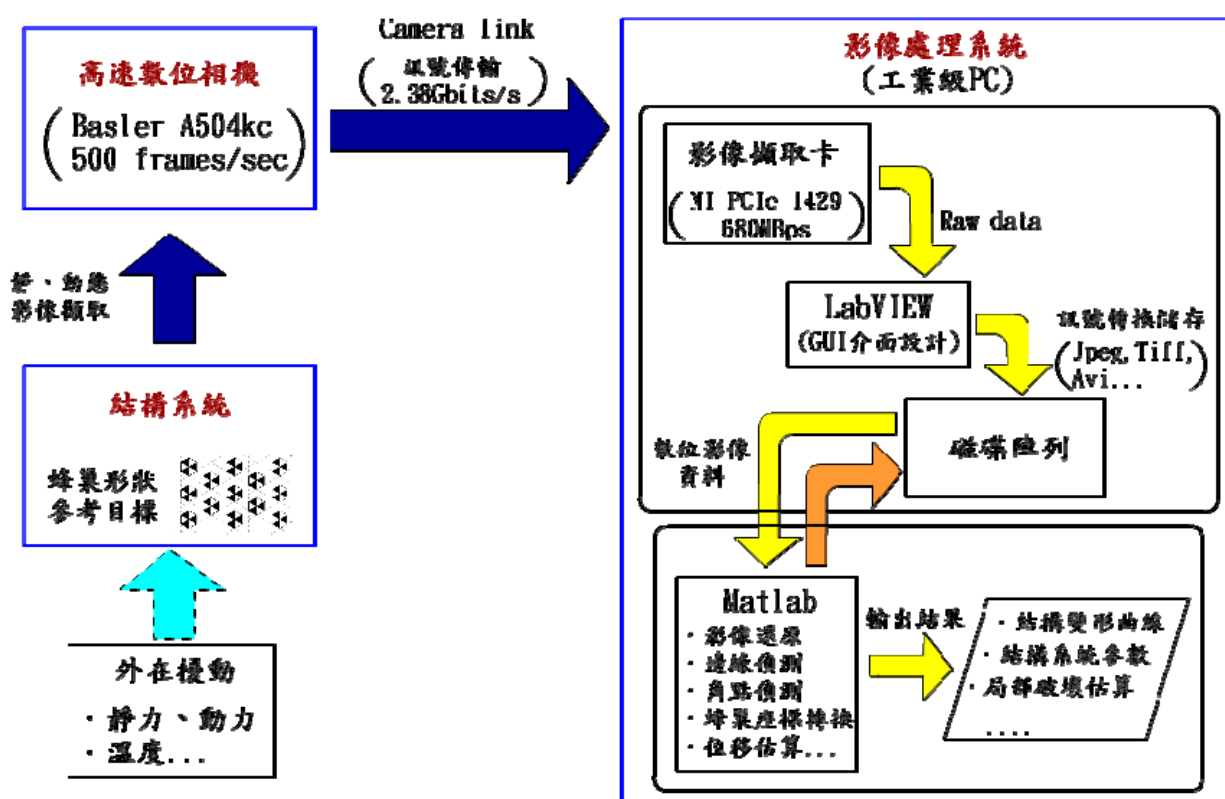 高速數位相機
Basler A504kc
500 frames/sec
Camera link
訊號傳輸
2.38Gbits/s
靜、動態
影像擷取
結構系統
蜂巢形狀
參考目標
外在擾動
· 靜力、動力
· 溫度...
影像處理系統
(工業級PC)
影像擷取卡
NI PCIe 1429
680MBps
Raw data
LabVIEW
(GUI介面設計)
訊號轉換儲存
Jpeg,Tiff,
Avi...
磁碟陣列
數位影像
資料
Matlab
· 影像還原
· 邊緣偵測
· 角點偵測
· 蜂巢座標轉換
· 位移估算...
輸出結果
· 結構變形曲線
· 結構系統參數
· 局部破壞估算
....